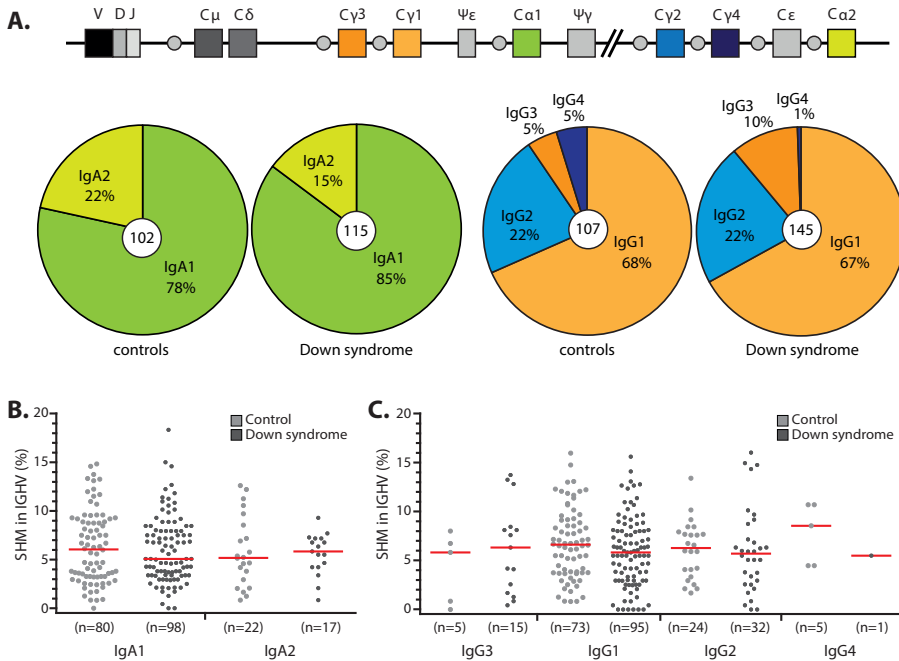 A.
V D J Cμ Cδ Cγ3 Cγ1 Ψε Cα1 Ψγ Cγ2 Cγ4 Cε Cα2
IgA2
22%
102
IgA1
78%
controls
IgA2
15%
115
IgA1
85%
Down syndrome
IgG3
5%
IgG4
5%
IgG2
22%
107
IgG1
68%
controls
IgG3
10%
IgG4
1%
IgG2
22%
145
IgG1
67%
Down syndrome
B.
SHM in IGHV (%)
20
15
10
5
0
Control
Down syndrome
(n=80) (n=98) (n=22) (n=17)
IgA1 IgA2
C.
SHM in IGHV (%)
20
15
10
5
0
Control
Down syndrome
(n=5) (n=15) (n=73) (n=95) (n=24) (n=32) (n=5) (n=1)
IgG3 IgG1 IgG2 IgG4